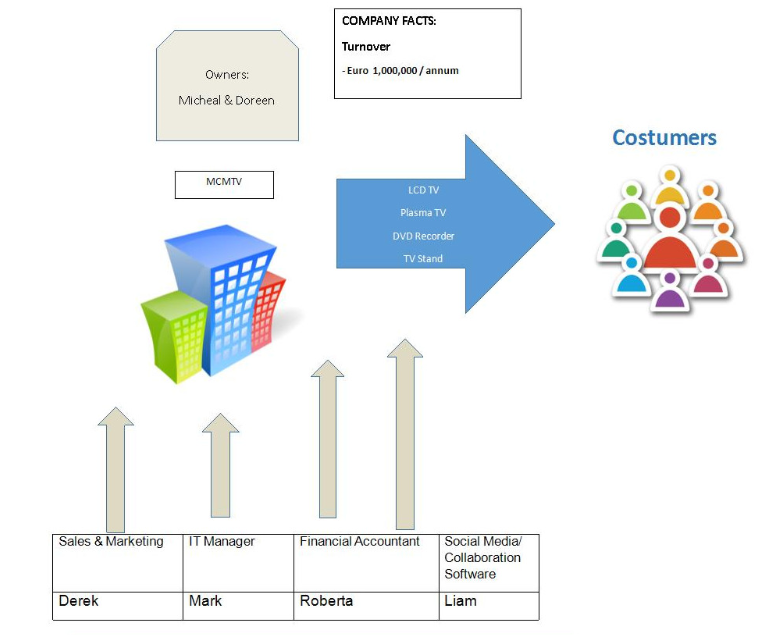 COMPANY FACTS:
Turnover
- Euro 1,000,000 / annum
Owners:
Micheal & Doreen
Costumers
MCMTV
LCD TV
Plasma TV
DVD Recorder
TV Stand
Sales & Marketing
IT Manager
Financial Accountant
Social Media/
Collaboration
Software
Derek
Mark
Roberta
Liam